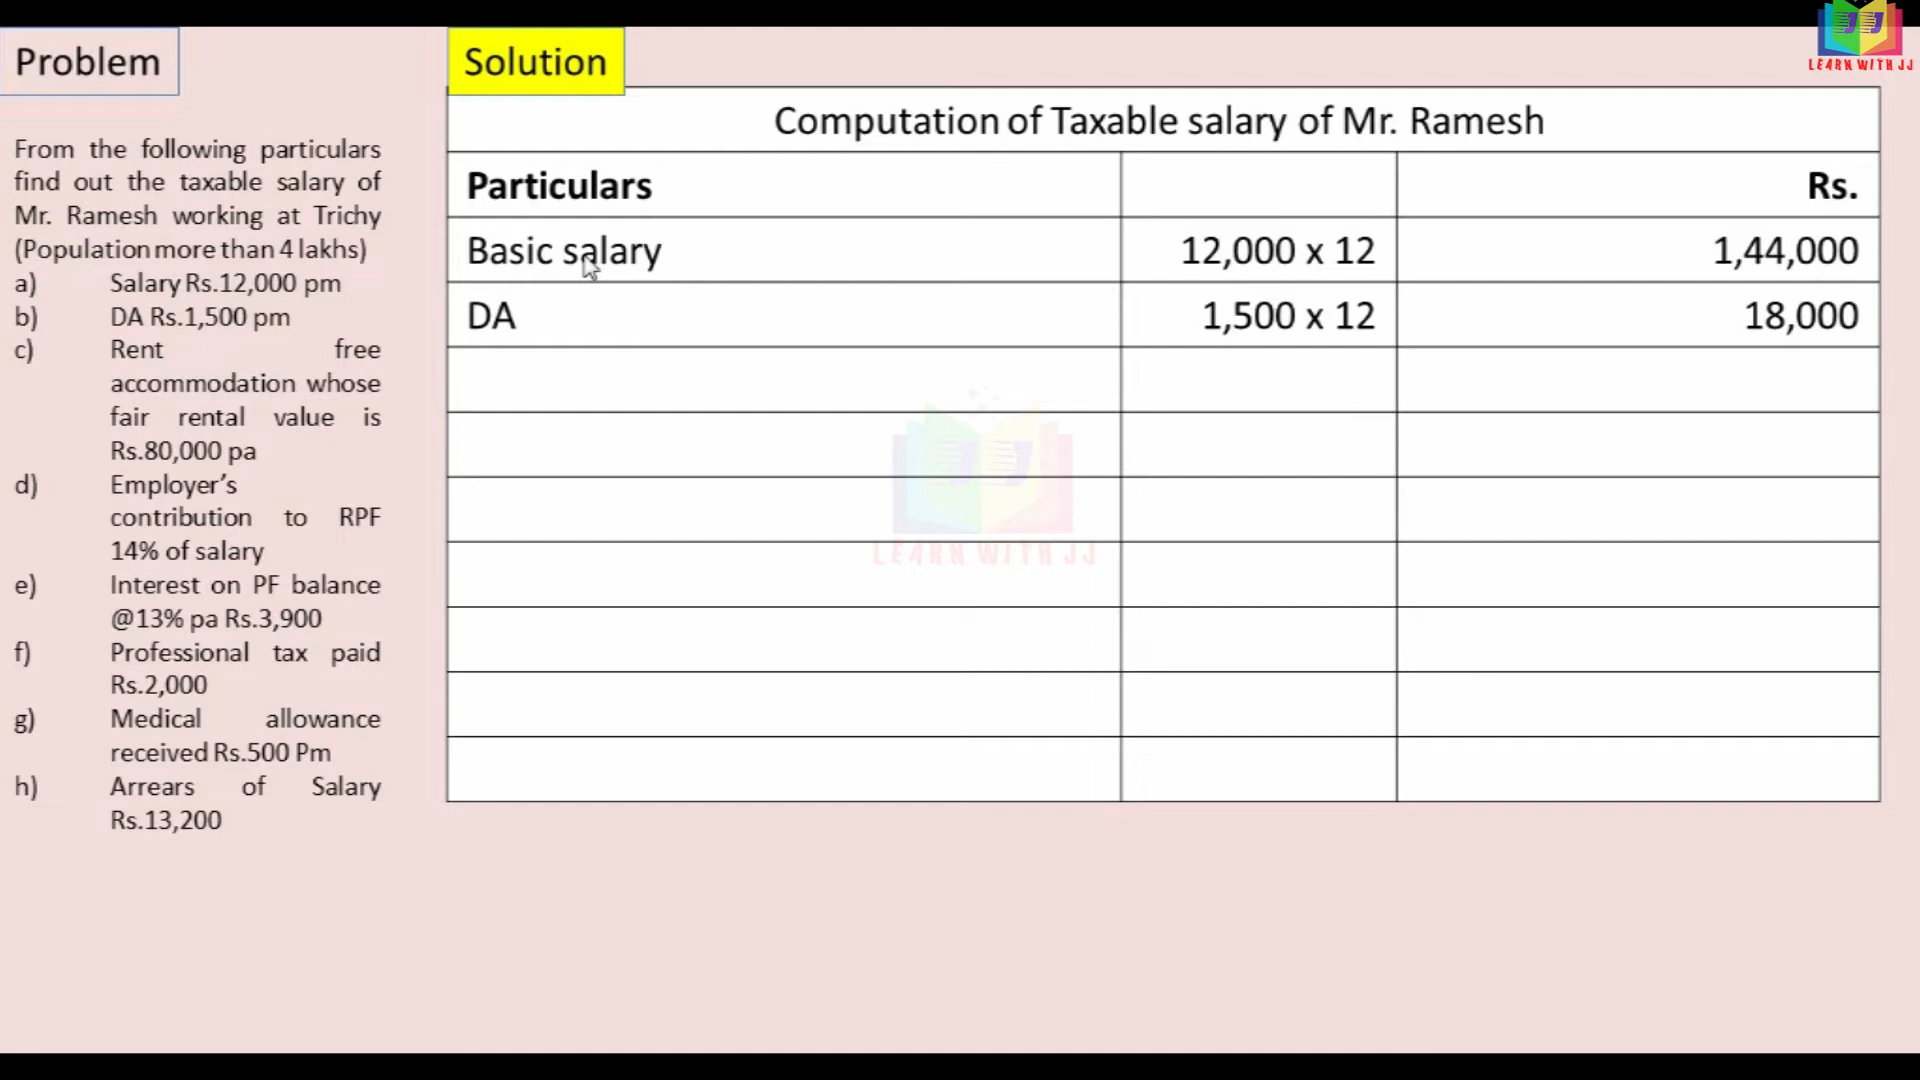 Problem
From the following particulars
find out the taxable salary of
Mr. Ramesh working at Trichy
(Population more than 4 lakhs)
a) Salary Rs.12,000 pm
b) DA Rs.1,500 pm
c) Rent free
accommodation whose
fair rental value is
Rs.80,000 pa
d) Employer’s
contribution to RPF
14% of salary
e) Interest on PF balance
@13% pa Rs.3,900
f) Professional tax paid
Rs.2,000
g) Medical allowance
received Rs.500 Pm
h) Arrears of Salary
Rs.13,200
Solution
Computation of Taxable salary of Mr. Ramesh
Particulars Rs.
Basic salary 12,000 x 12 1,44,000
DA 1,500 x 12 18,000
JJ
LEARN WITH JJ
JJ
LEARN WITH JJ